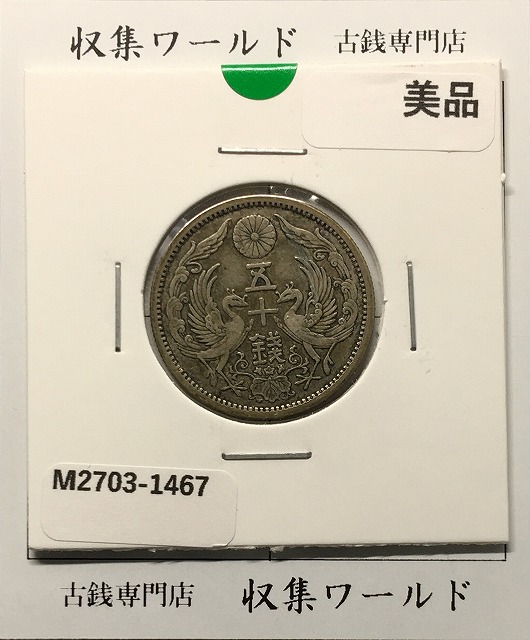 収集ワールド 古銭専門店
美品
五
十
銭
M2703-1467
古銭専門店 収集ワールド